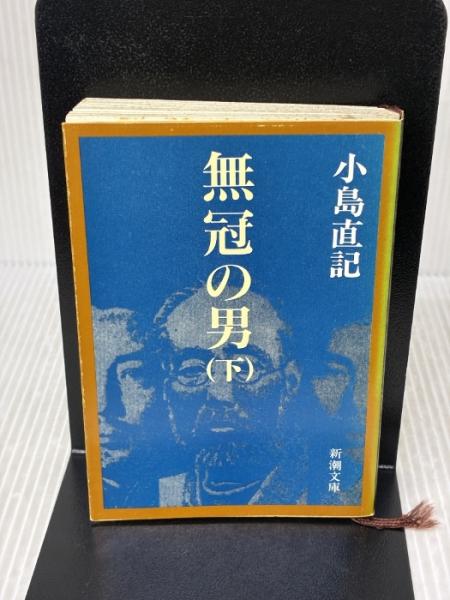 小島直記
無冠の男
(下)
新潮文庫